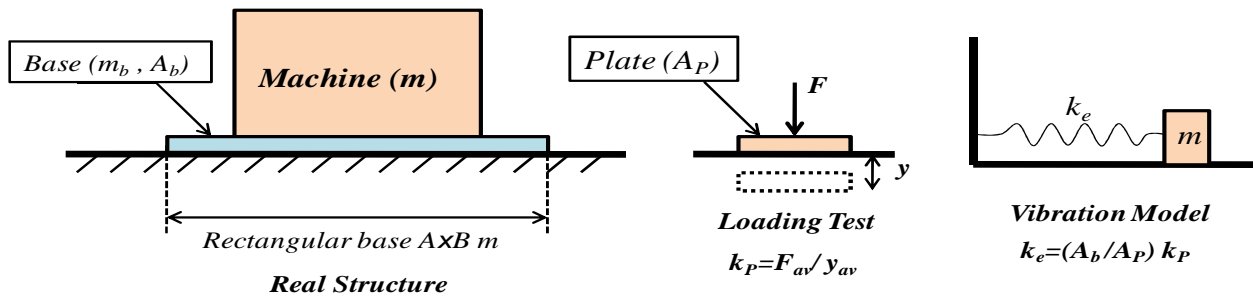 Base (m_b , A_b)
Machine (m)
Rectangular base A×B m
Real Structure
Plate (A_P)
F
y
Loading Test
k_P=F_av/ y_av
k_e
m
Vibration Model
k_e=(A_b/A_P) k_P